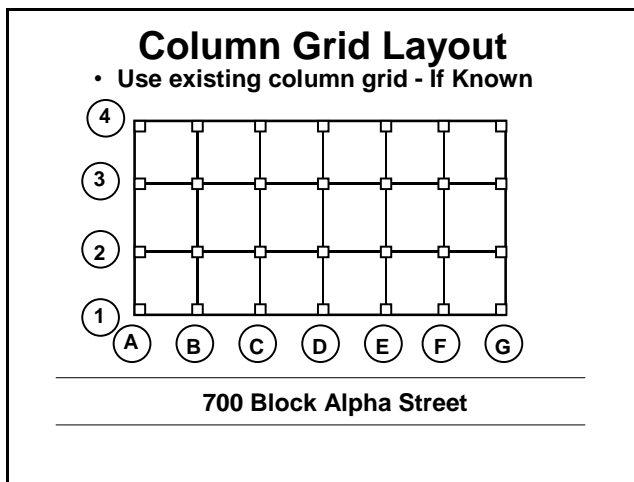 Column Grid Layout
• Use existing column grid - If Known
4
3
2
1
A B C D E F G
700 Block Alpha Street